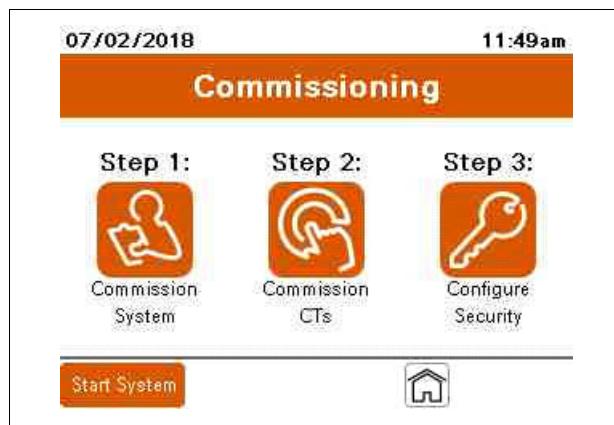 07/02/2018 11:49am
Commissioning
Step 1: Step 2: Step 3:
Commission System
Commission CTs
Configure Security
Start System